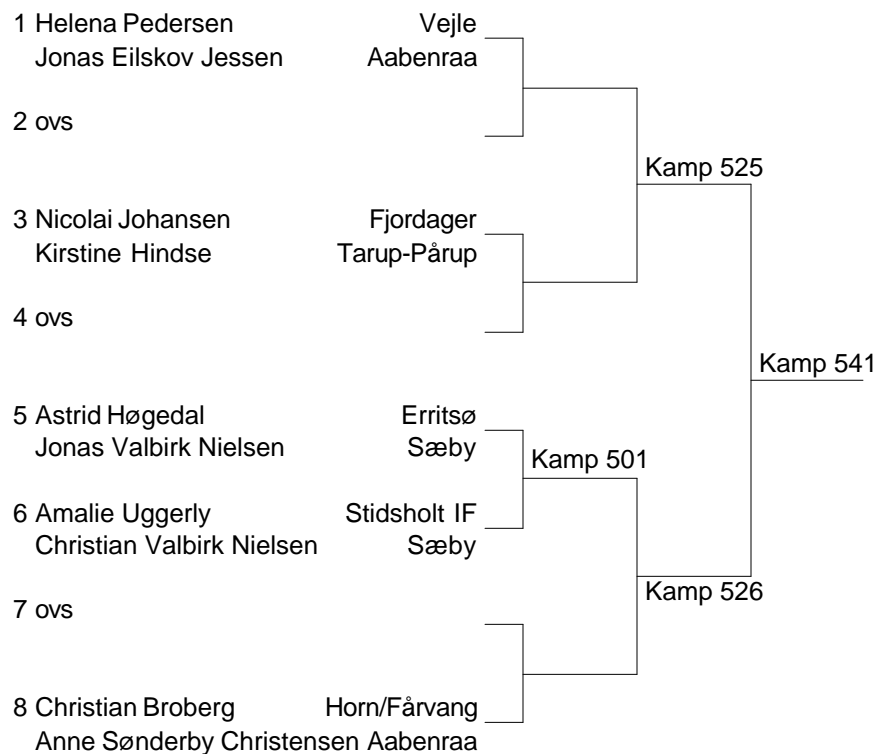 1 Helena Pedersen Vejle
Jonas Eilskov Jessen Aabenraa
2 ovs
Kamp 525
3 Nicolai Johansen Fjordager
Kirstine Hindse Tarup-Pårup
4 ovs
Kamp 541
5 Astrid Høgedal Erritsø
Jonas Valbirk Nielsen Sæby
Kamp 501
6 Amalie Uggerly Stidsholt IF
Christian Valbirk Nielsen Sæby
Kamp 526
7 ovs
8 Christian Broberg Horn/Fårvang
Anne Sønderby Christensen Aabenraa